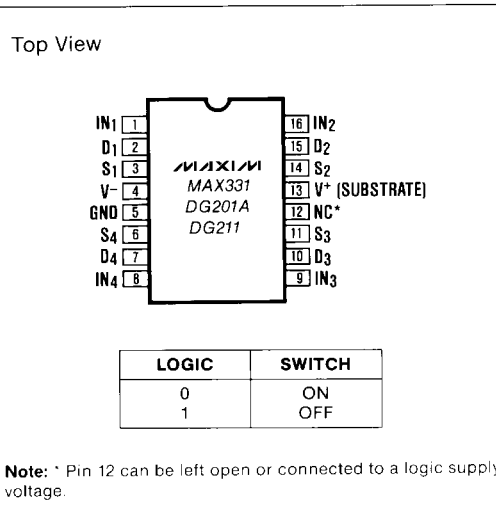 Top View
IN1 1 16 IN2
D1 2 15 D2
S1 3 MAXIM 14 S2
V− 4 MAX331 13 V+ (SUBSTRATE)
GND 5 DG201A 12 NC*
S4 6 DG211 11 S3
D4 7 10 D3
IN4 8 9 IN3
LOGIC SWITCH
0 ON
1 OFF
Note: * Pin 12 can be left open or connected to a logic supply
voltage.